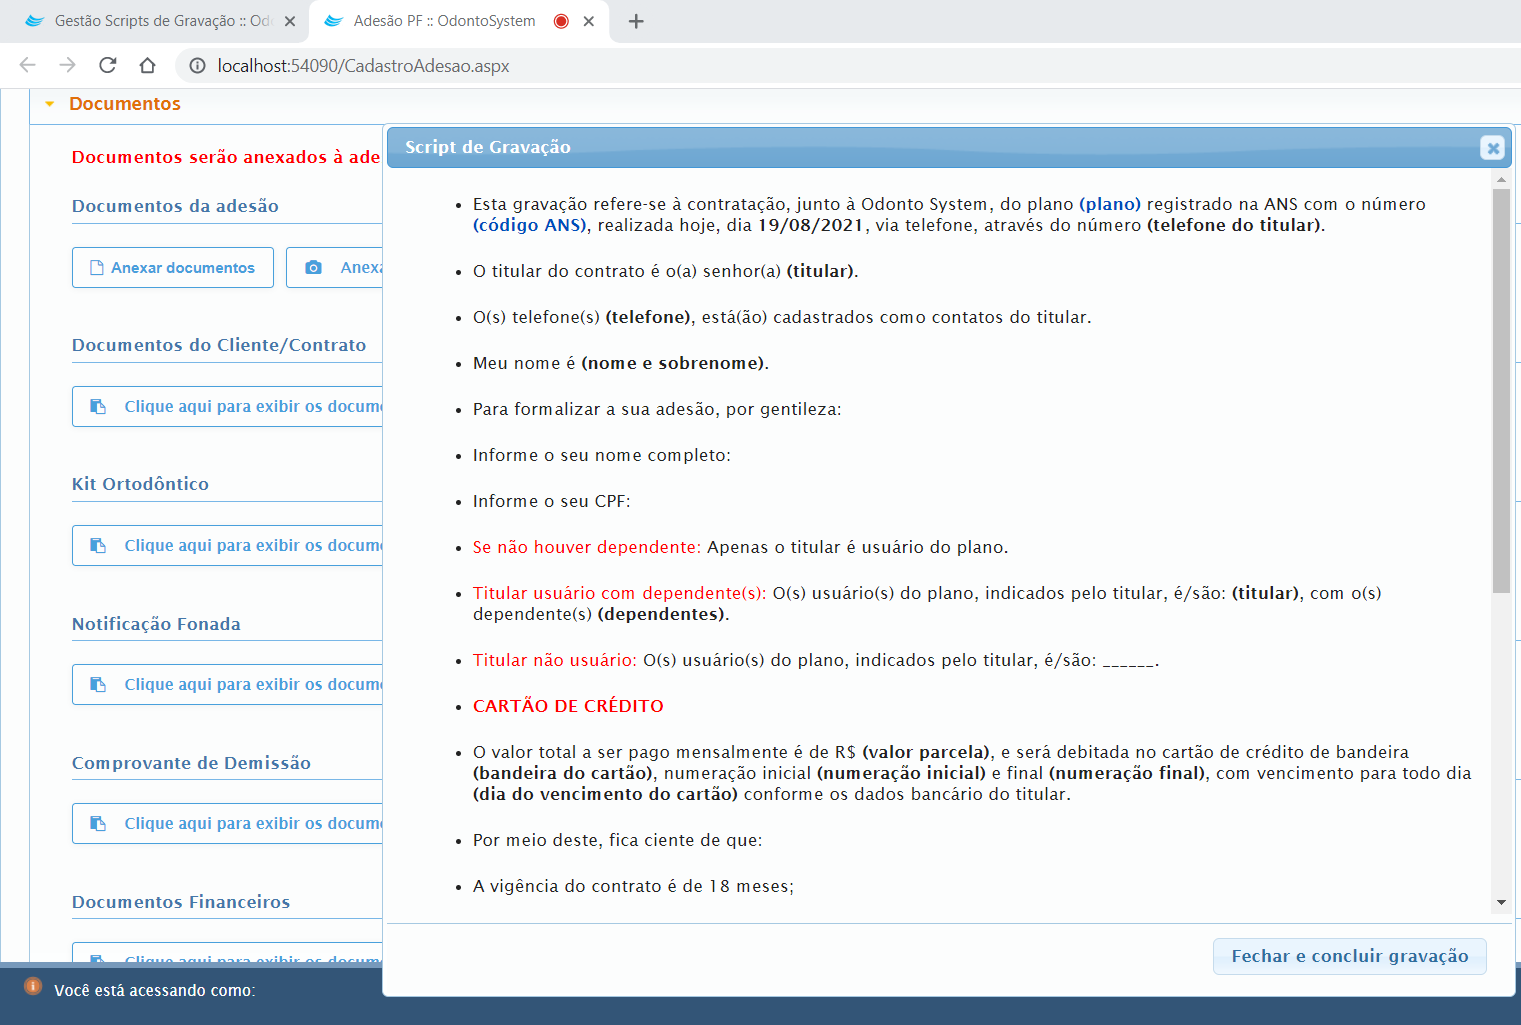 Gestão Scripts de Gravação :: Od
Adesão PF :: OdontoSystem
localhost:54090/CadastroAdesao.aspx
Documentos
Documentos serão anexados à ade
Documentos da adesão
Anexar documentos
Anexa
Documentos do Cliente/Contrato
Clique aqui para exibir os docum
Kit Ortodôntico
Clique aqui para exibir os docum
Notificação Fonada
Clique aqui para exibir os docum
Comprovante de Demissão
Clique aqui para exibir os docum
Documentos Financeiros
Clique aqui para exibir os docum
Script de Gravação
Esta gravação refere-se à contratação, junto à Odonto System, do plano (plano) registrado na ANS com o número
(código ANS), realizada hoje, dia 19/08/2021, via telefone, através do número (telefone do titular).
O titular do contrato é o(a) senhor(a) (titular).
O(s) telefone(s) (telefone), está(ão) cadastrados como contatos do titular.
Meu nome é (nome e sobrenome).
Para formalizar a sua adesão, por gentileza:
Informe o seu nome completo:
Informe o seu CPF:
Se não houver dependente: Apenas o titular é usuário do plano.
Titular usuário com dependente(s): O(s) usuário(s) do plano, indicados pelo titular, é/são: (titular), com o(s)
dependente(s) (dependentes).
Titular não usuário: O(s) usuário(s) do plano, indicados pelo titular, é/são: ______.
CARTÃO DE CRÉDITO
O valor total a ser pago mensalmente é de R$ (valor parcela), e será debitada no cartão de crédito de bandeira
(bandeira do cartão), numeração inicial (numeração inicial) e final (numeração final), com vencimento para todo dia
(dia do vencimento do cartão) conforme os dados bancário do titular.
Por meio deste, fica ciente de que:
A vigência do contrato é de 18 meses;
Fechar e concluir gravação
Você está acessando como: